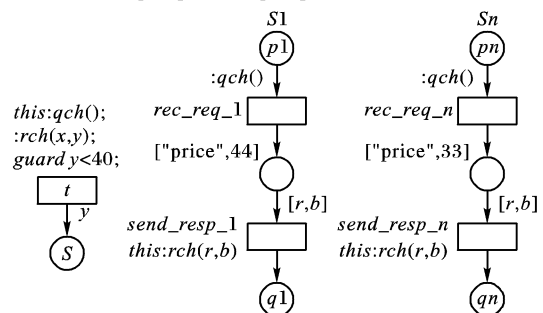 S1
p1
:qch()
rec_req_1
["price",44]
[r,b]
send_resp_1
this:rch(r,b)
q1
Sn
pn
:qch()
rec_req_n
["price",33]
[r,b]
send_resp_n
this:rch(r,b)
qn
this:qch();
:rch(x,y);
guard y<40;
t
y
S